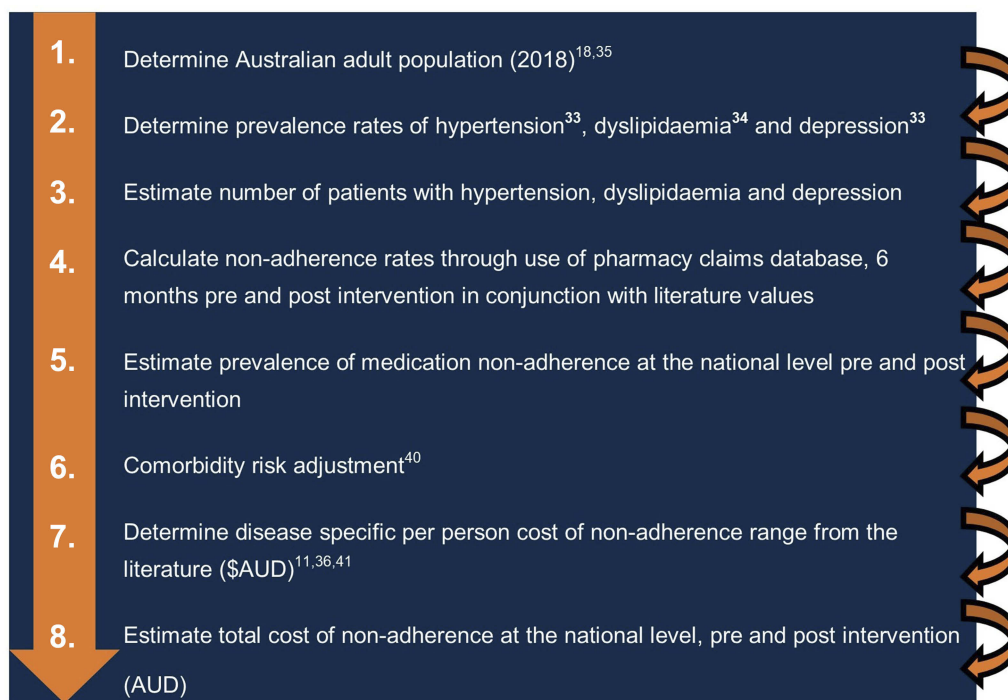 1. Determine Australian adult population (2018)18,35
2. Determine prevalence rates of hypertension33, dyslipidaemia34 and depression33
3. Estimate number of patients with hypertension, dyslipidaemia and depression
4. Calculate non-adherence rates through use of pharmacy claims database, 6
months pre and post intervention in conjunction with literature values
5. Estimate prevalence of medication non-adherence at the national level pre and post
intervention
6. Comorbidity risk adjustment40
7. Determine disease specific per person cost of non-adherence range from the
literature ($AUD)11,36,41
8. Estimate total cost of non-adherence at the national level, pre and post intervention
(AUD)